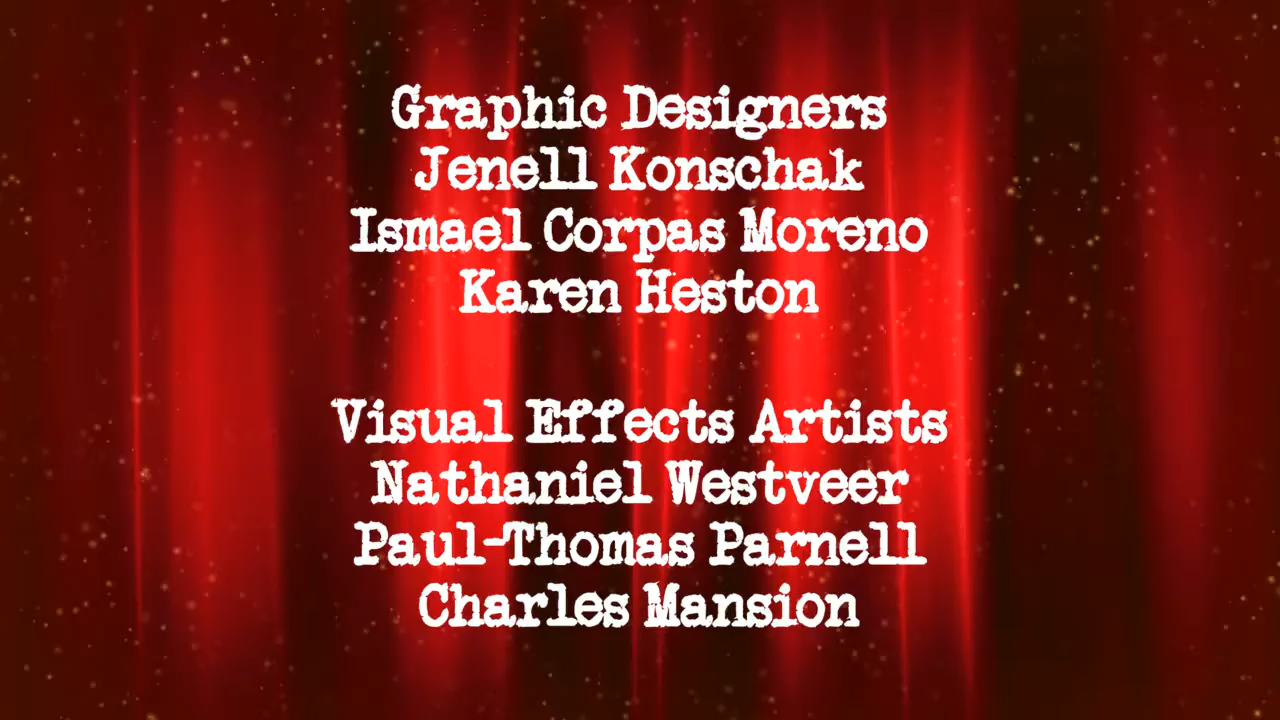 Graphic Designers
Jenell Konschak
Ismael Corpas Moreno
Karen Heston
Visual Effects Artists
Nathaniel Westveer
Paul-Thomas Parnell
Charles Mansion